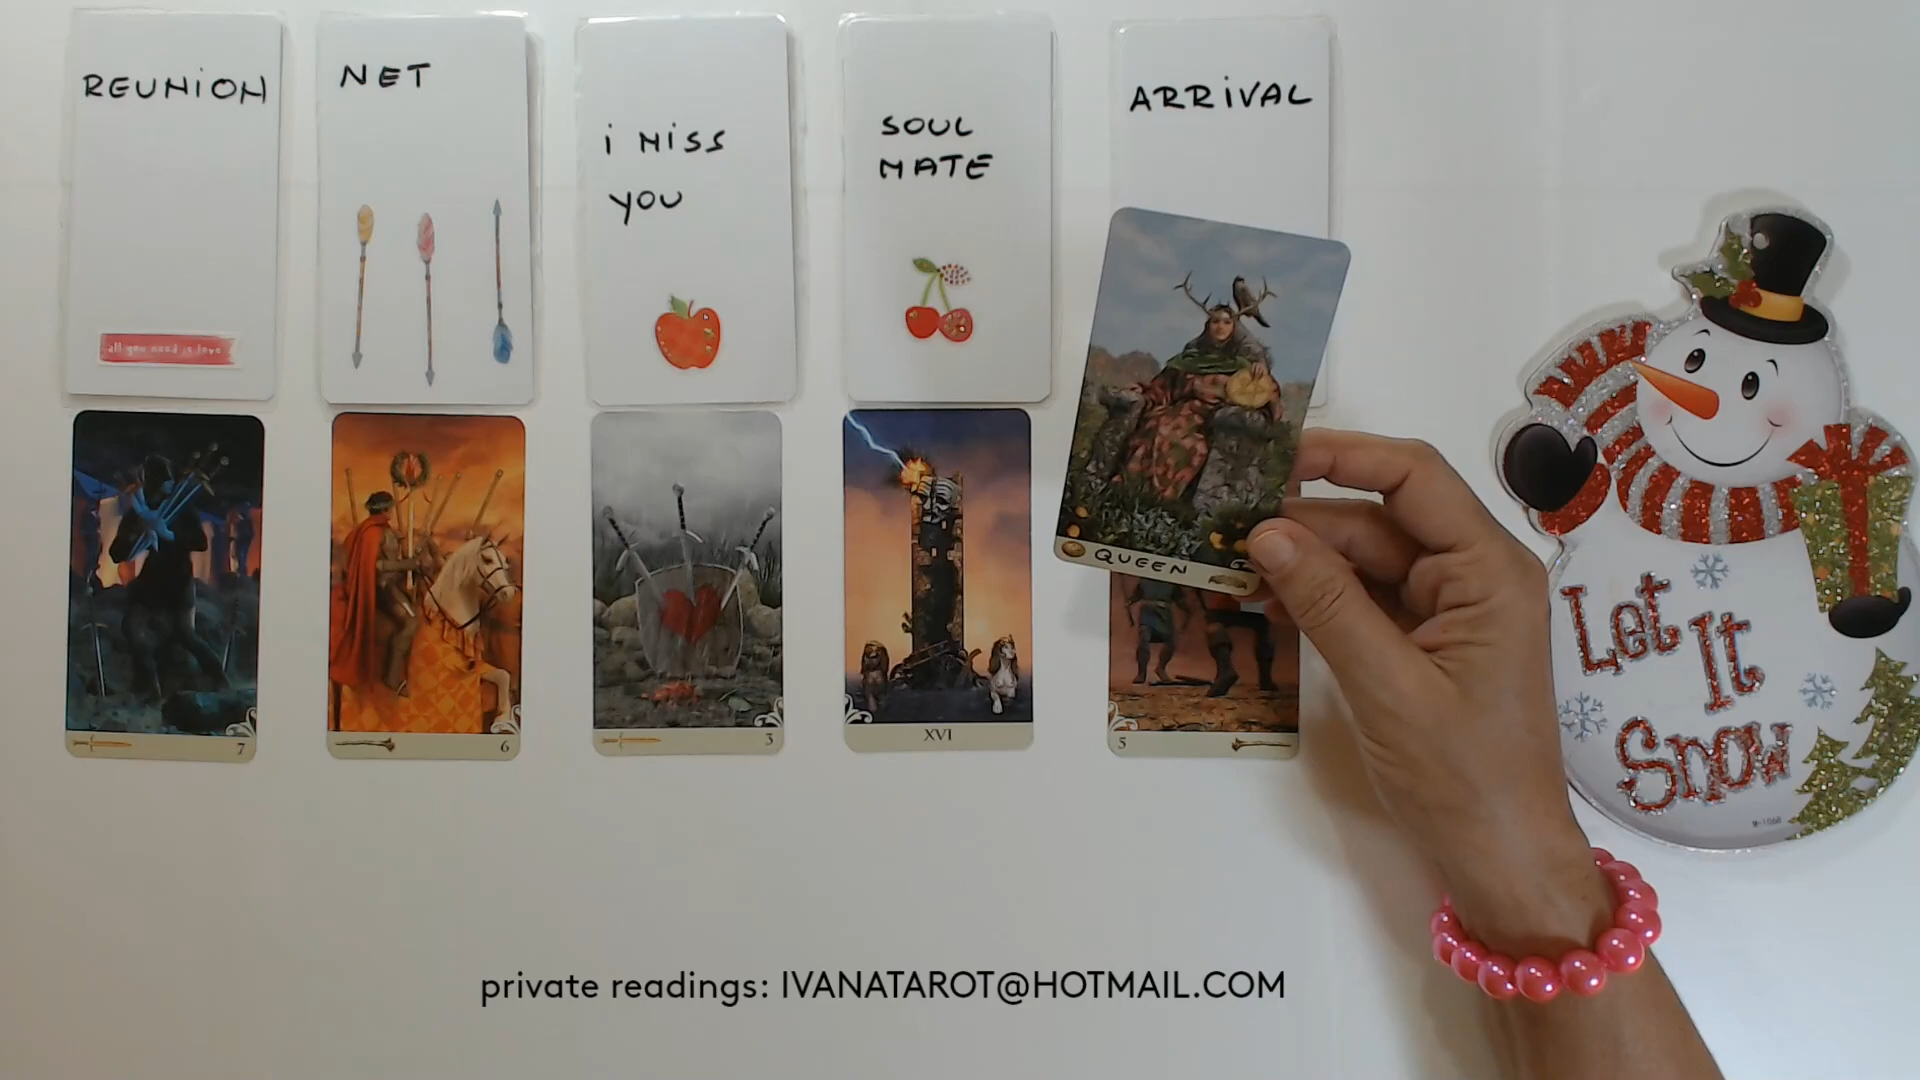 REUNION
NET
i MISS
YOU
SOUL
MATE
ARRIVAL
all you need is love
QUEEN
7
6
3
XVI
5
Let
It
Snow
private readings: IVANATAROT@HOTMAIL.COM